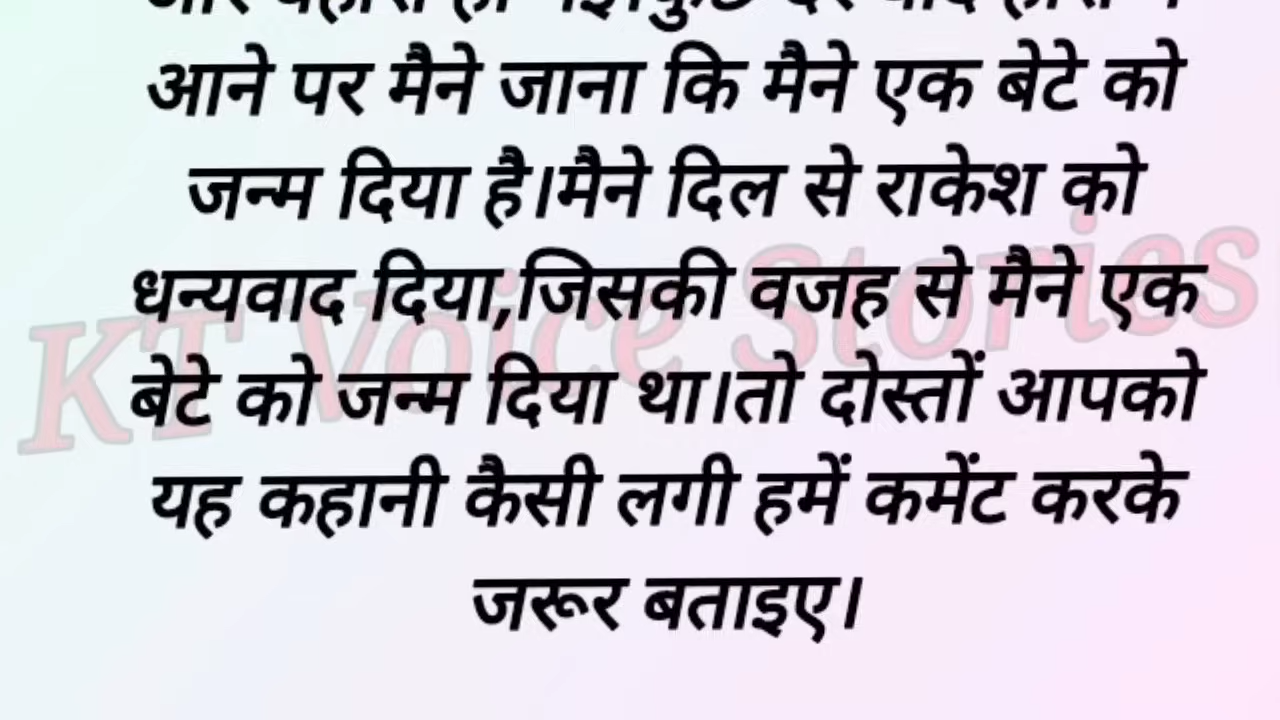 आने पर मैने जाना कि मैने एक बेटे को
जन्म दिया है।मैने दिल से राकेश को
धन्यवाद दिया,जिसकी वजह से मैने एक
बेटे को जन्म दिया था।तो दोस्तों आपको
यह कहानी कैसी लगी हमें कमेंट करके
जरूर बताइए।
KT Voice Stories